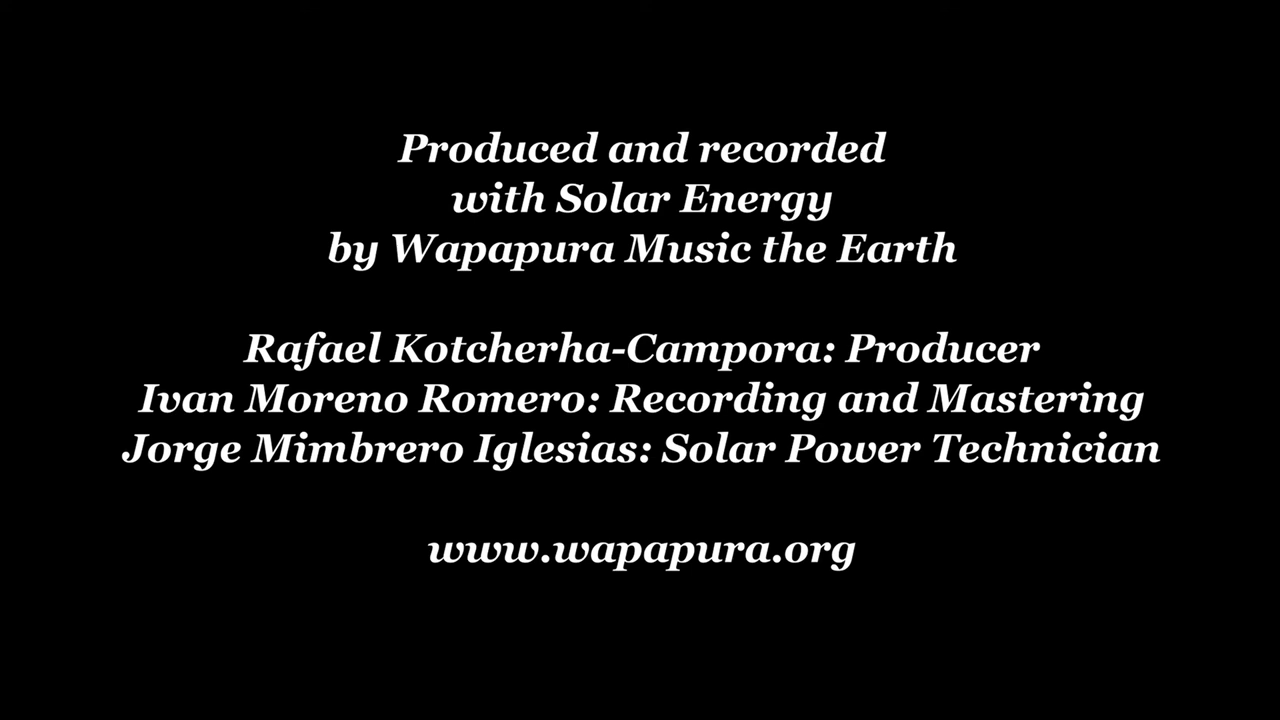 Produced and recorded
with Solar Energy
by Wapapura Music the Earth
Rafael Kotcherha-Campora: Producer
Ivan Moreno Romero: Recording and Mastering
Jorge Mimbrero Iglesias: Solar Power Technician
www.wapapura.org